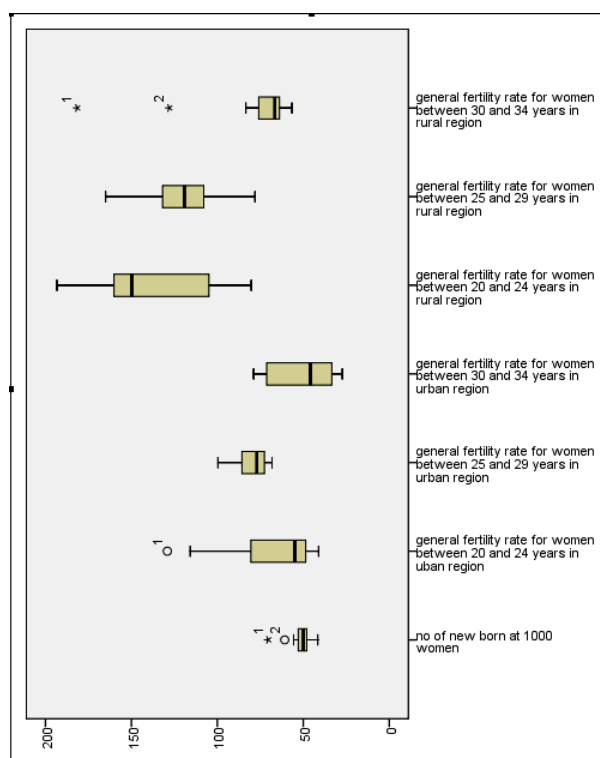 1
2
general fertility rate for women
between 30 and 34 years in
rural region
general fertility rate for women
between 25 and 29 years in
rural region
general fertility rate for women
between 20 and 24 years in
rural region
general fertility rate for women
between 30 and 34 years in
urban region
general fertility rate for women
between 25 and 29 years in
urban region
1
general fertility rate for women
between 20 and 24 years in
uban region
1
2
no of new born at 1000
women
200
150
100
50
0